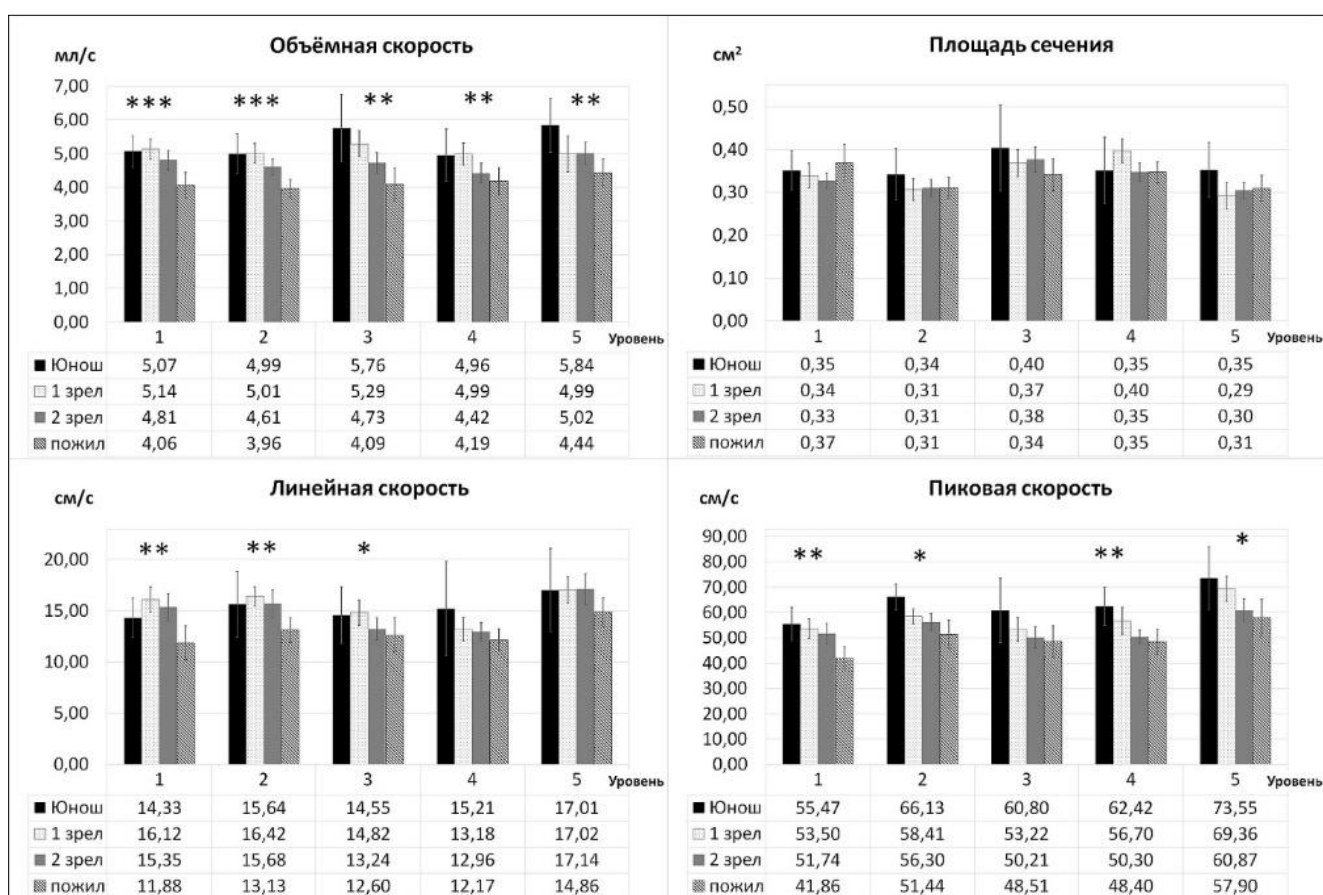 Объёмная скорость
мл/с
7,00
6,00
5,00
4,00
3,00
2,00
1,00
0,00
*** *** ** ** **
1 2 3 4 5 Уровень
Юнош 5,07 4,99 5,76 4,96 5,84
1 зрел 5,14 5,01 5,29 4,99 4,99
2 зрел 4,81 4,61 4,73 4,42 5,02
пожил 4,06 3,96 4,09 4,19 4,44
Площадь сечения
см²
0,50
0,40
0,30
0,20
0,10
0,00
1 2 3 4 5 Уровень
Юнош 0,35 0,34 0,40 0,35 0,35
1 зрел 0,34 0,31 0,37 0,40 0,29
2 зрел 0,33 0,31 0,38 0,35 0,30
пожил 0,37 0,31 0,34 0,35 0,31
Линейная скорость
см/с
20,00
15,00
10,00
5,00
0,00
** ** *
1 2 3 4 5 Уровень
Юнош 14,33 15,64 14,55 15,21 17,01
1 зрел 16,12 16,42 14,82 13,18 17,02
2 зрел 15,35 15,68 13,24 12,96 17,14
пожил 11,88 13,13 12,60 12,17 14,86
Пиковая скорость
см/с
90,00
80,00
70,00
60,00
50,00
40,00
30,00
20,00
10,00
0,00
** * ** *
1 2 3 4 5 Уровень
Юнош 55,47 66,13 60,80 62,42 73,55
1 зрел 53,50 58,41 53,22 56,70 69,36
2 зрел 51,74 56,30 50,21 50,30 60,87
пожил 41,86 51,44 48,51 48,40 57,90